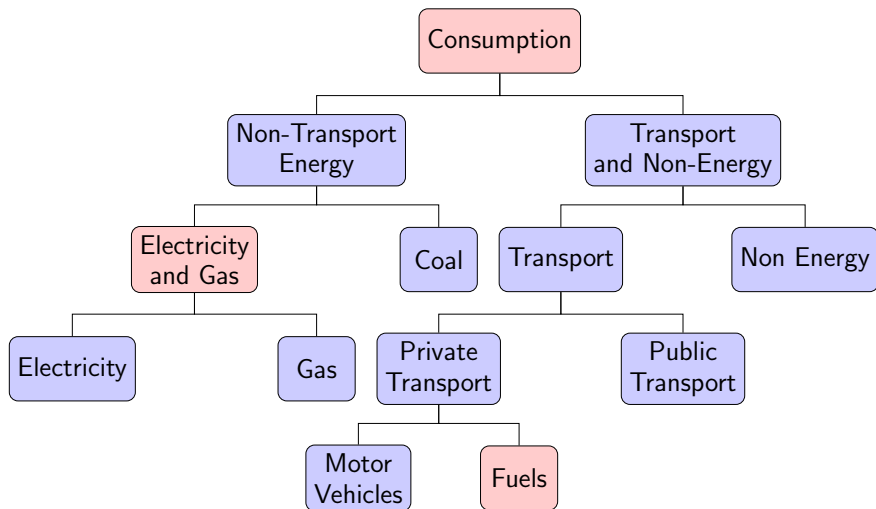 Consumption
Non-Transport
Energy
Transport
and Non-Energy
Electricity
and Gas
Coal
Transport
Non Energy
Electricity
Gas
Private
Transport
Public
Transport
Motor
Vehicles
Fuels